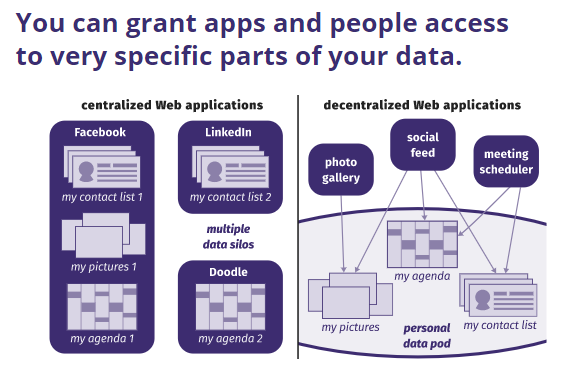 You can grant apps and people access
to very specific parts of your data.
centralized Web applications
Facebook
my contact list 1
my pictures 1
my agenda 1
LinkedIn
my contact list 2
multiple
data silos
Doodle
my agenda 2
decentralized Web applications
photo
gallery
social
feed
meeting
scheduler
my agenda
my pictures
my contact list
personal
data pod